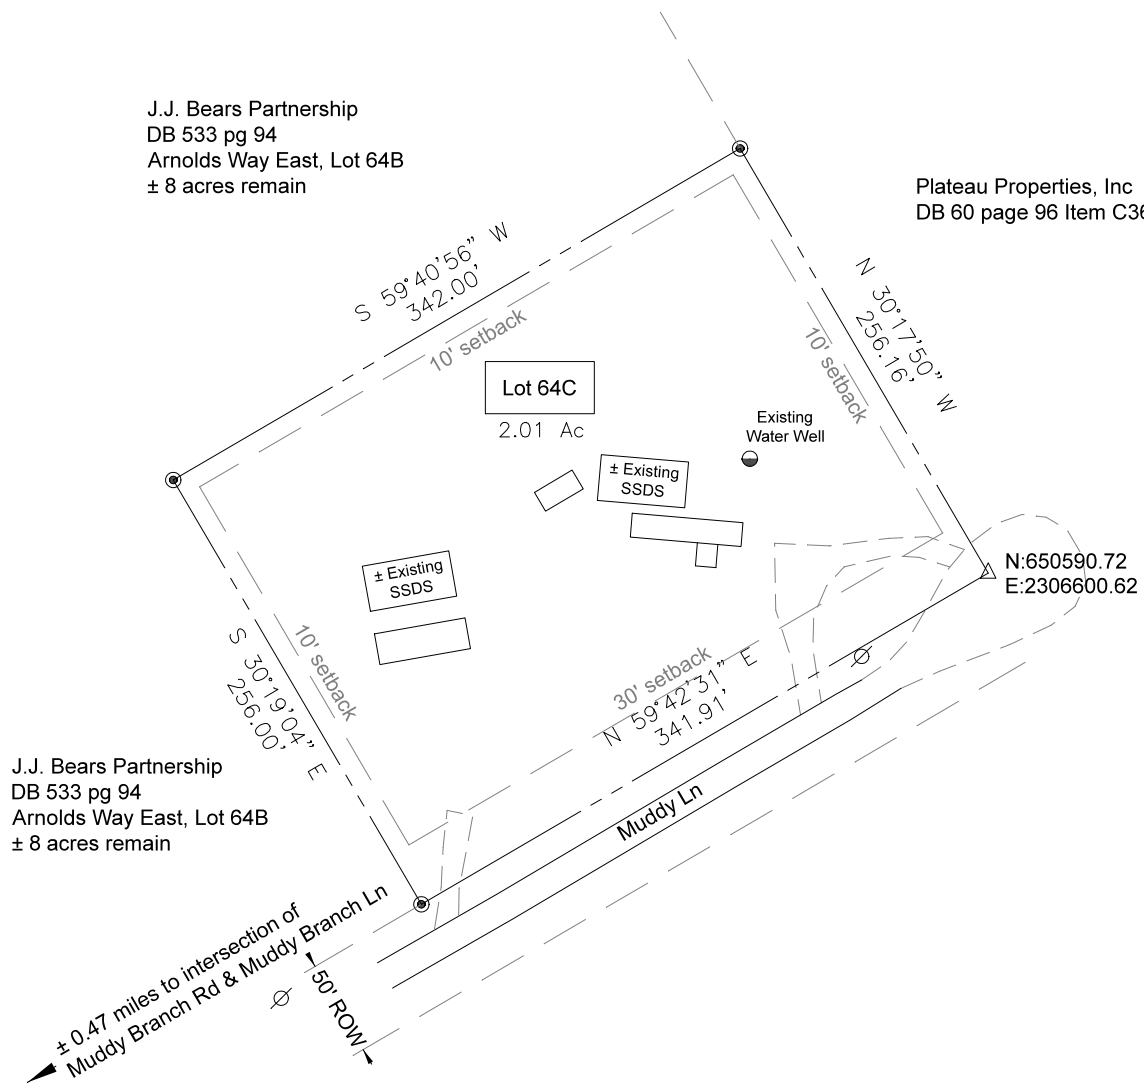 J.J. Bears Partnership
DB 533 pg 94
Arnolds Way East, Lot 64B
± 8 acres remain
Plateau Properties, Inc
DB 60 page 96 Item C36
S 59°40'56" W
342.00'
10' setback
N 30°17'50" W
256.16'
10' setback
Lot 64C
2.01 Ac
Existing
Water Well
± Existing
SSDS
± Existing
SSDS
N:650590.72
E:2306600.62
10' setback
S 30°19'04" E
256.00'
30' setback
N 59°42'31" E
341.91'
J.J. Bears Partnership
DB 533 pg 94
Arnolds Way East, Lot 64B
± 8 acres remain
Muddy Ln
± 0.47 miles to intersection of
Muddy Branch Rd & Muddy Branch Ln
50' ROW